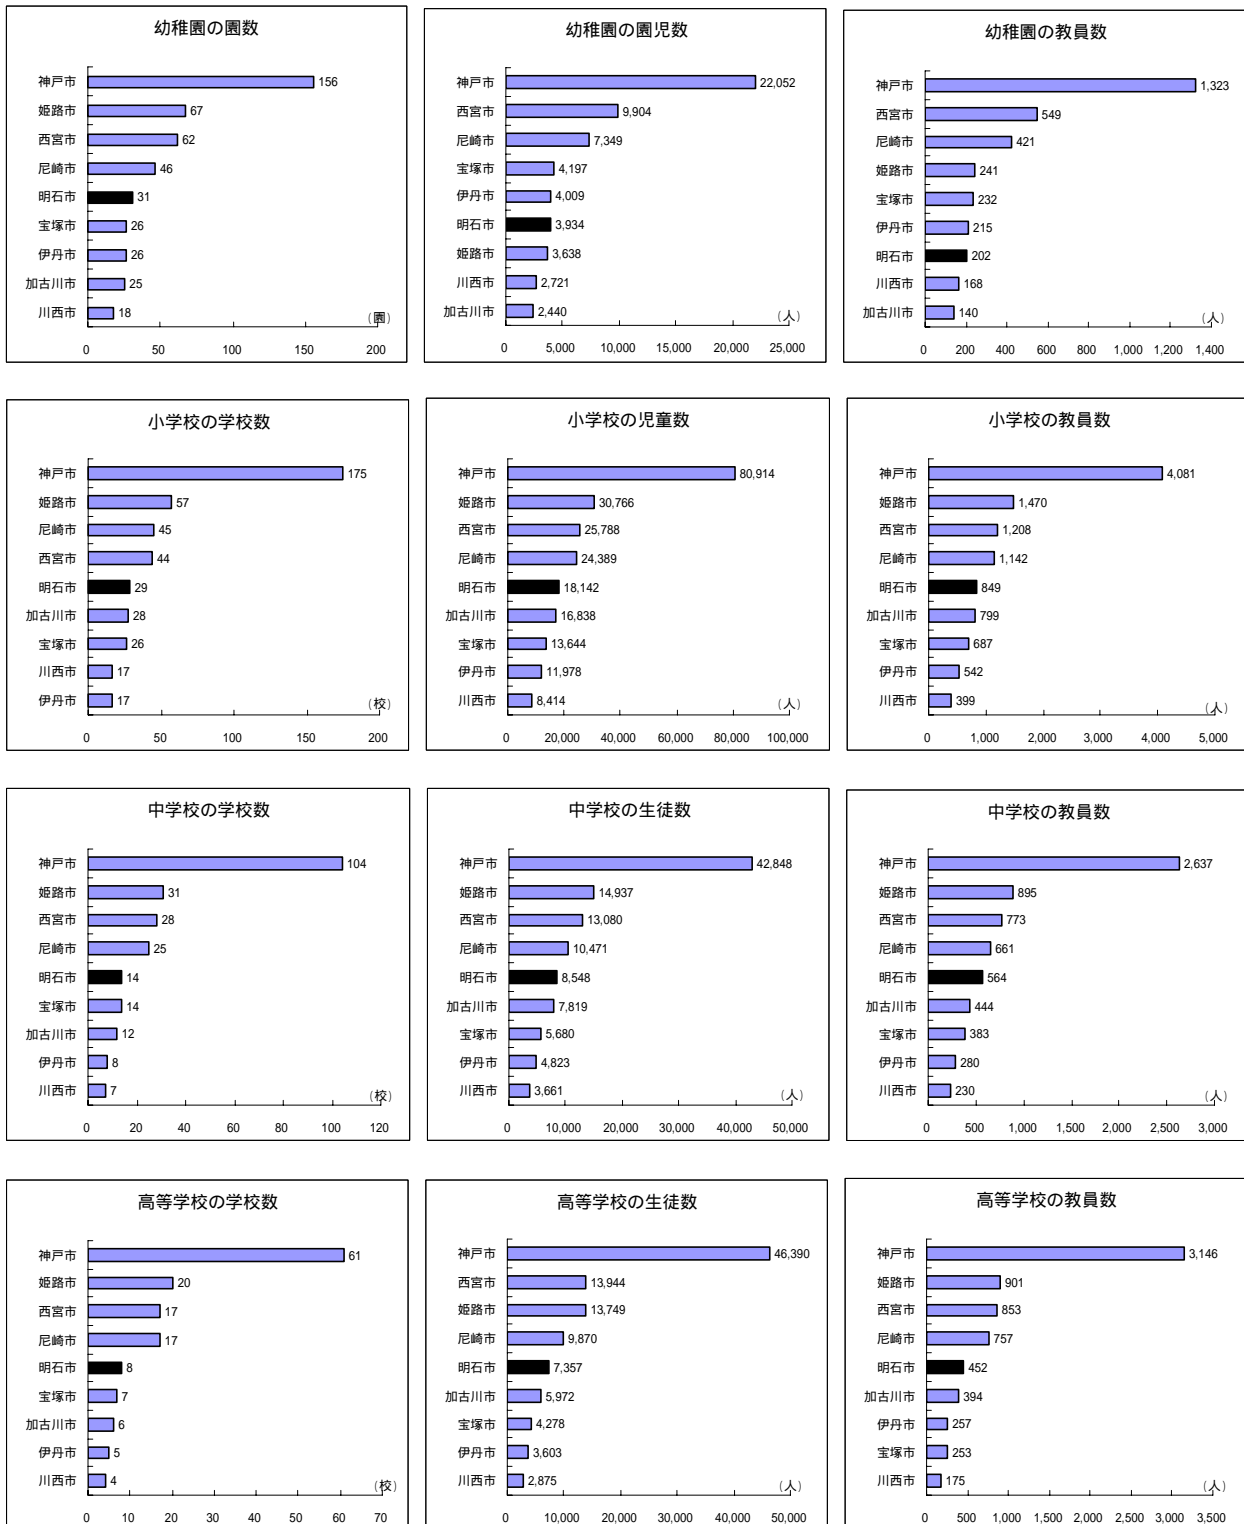 幼稚園の園数
神戸市 156
姫路市 67
西宮市 62
尼崎市 46
明石市 31
宝塚市 26
伊丹市 26
加古川市 25
川西市 18
(園)
0 50 100 150 200
幼稚園の園児数
神戸市 22,052
西宮市 9,904
尼崎市 7,349
宝塚市 4,197
伊丹市 4,009
明石市 3,934
姫路市 3,638
川西市 2,721
加古川市 2,440
(人)
0 5,000 10,000 15,000 20,000 25,000
幼稚園の教員数
神戸市 1,323
西宮市 549
尼崎市 421
姫路市 241
宝塚市 232
伊丹市 215
明石市 202
川西市 168
加古川市 140
(人)
0 200 400 600 800 1,000 1,200 1,400
小学校の学校数
神戸市 175
姫路市 57
尼崎市 45
西宮市 44
明石市 29
加古川市 28
宝塚市 26
川西市 17
伊丹市 17
(校)
0 50 100 150 200
小学校の児童数
神戸市 80,914
姫路市 30,766
西宮市 25,788
尼崎市 24,389
明石市 18,142
加古川市 16,838
宝塚市 13,644
伊丹市 11,978
川西市 8,414
(人)
0 20,000 40,000 60,000 80,000 100,000
小学校の教員数
神戸市 4,081
姫路市 1,470
西宮市 1,208
尼崎市 1,142
明石市 849
加古川市 799
宝塚市 687
伊丹市 542
川西市 399
(人)
0 1,000 2,000 3,000 4,000 5,000
中学校の学校数
神戸市 104
姫路市 31
西宮市 28
尼崎市 25
明石市 14
宝塚市 14
加古川市 12
伊丹市 8
川西市 7
(校)
0 20 40 60 80 100 120
中学校の生徒数
神戸市 42,848
姫路市 14,937
西宮市 13,080
尼崎市 10,471
明石市 8,548
加古川市 7,819
宝塚市 5,680
伊丹市 4,823
川西市 3,661
(人)
0 10,000 20,000 30,000 40,000 50,000
中学校の教員数
神戸市 2,637
姫路市 895
西宮市 773
尼崎市 661
明石市 564
加古川市 444
宝塚市 383
伊丹市 280
川西市 230
(人)
0 500 1,000 1,500 2,000 2,500 3,000
高等学校の学校数
神戸市 61
姫路市 20
西宮市 17
尼崎市 17
明石市 8
宝塚市 7
加古川市 6
伊丹市 5
川西市 4
(校)
0 10 20 30 40 50 60 70
高等学校の生徒数
神戸市 46,390
西宮市 13,944
姫路市 13,749
尼崎市 9,870
明石市 7,357
加古川市 5,972
宝塚市 4,278
伊丹市 3,603
川西市 2,875
(人)
0 10,000 20,000 30,000 40,000 50,000
高等学校の教員数
神戸市 3,146
姫路市 901
西宮市 853
尼崎市 757
明石市 452
加古川市 394
伊丹市 257
宝塚市 253
川西市 175
(人)
0 500 1,000 1,500 2,000 2,500 3,000 3,500